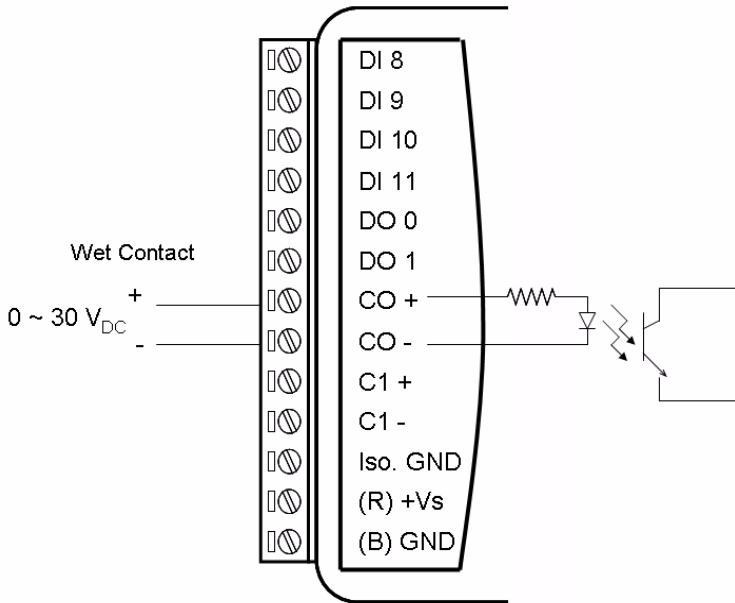 DI 8
DI 9
DI 10
DI 11
DO 0
DO 1
Wet Contact
+
0 ~ 30 VDC
-
CO +
CO -
C1 +
C1 -
Iso. GND
(R) +Vs
(B) GND